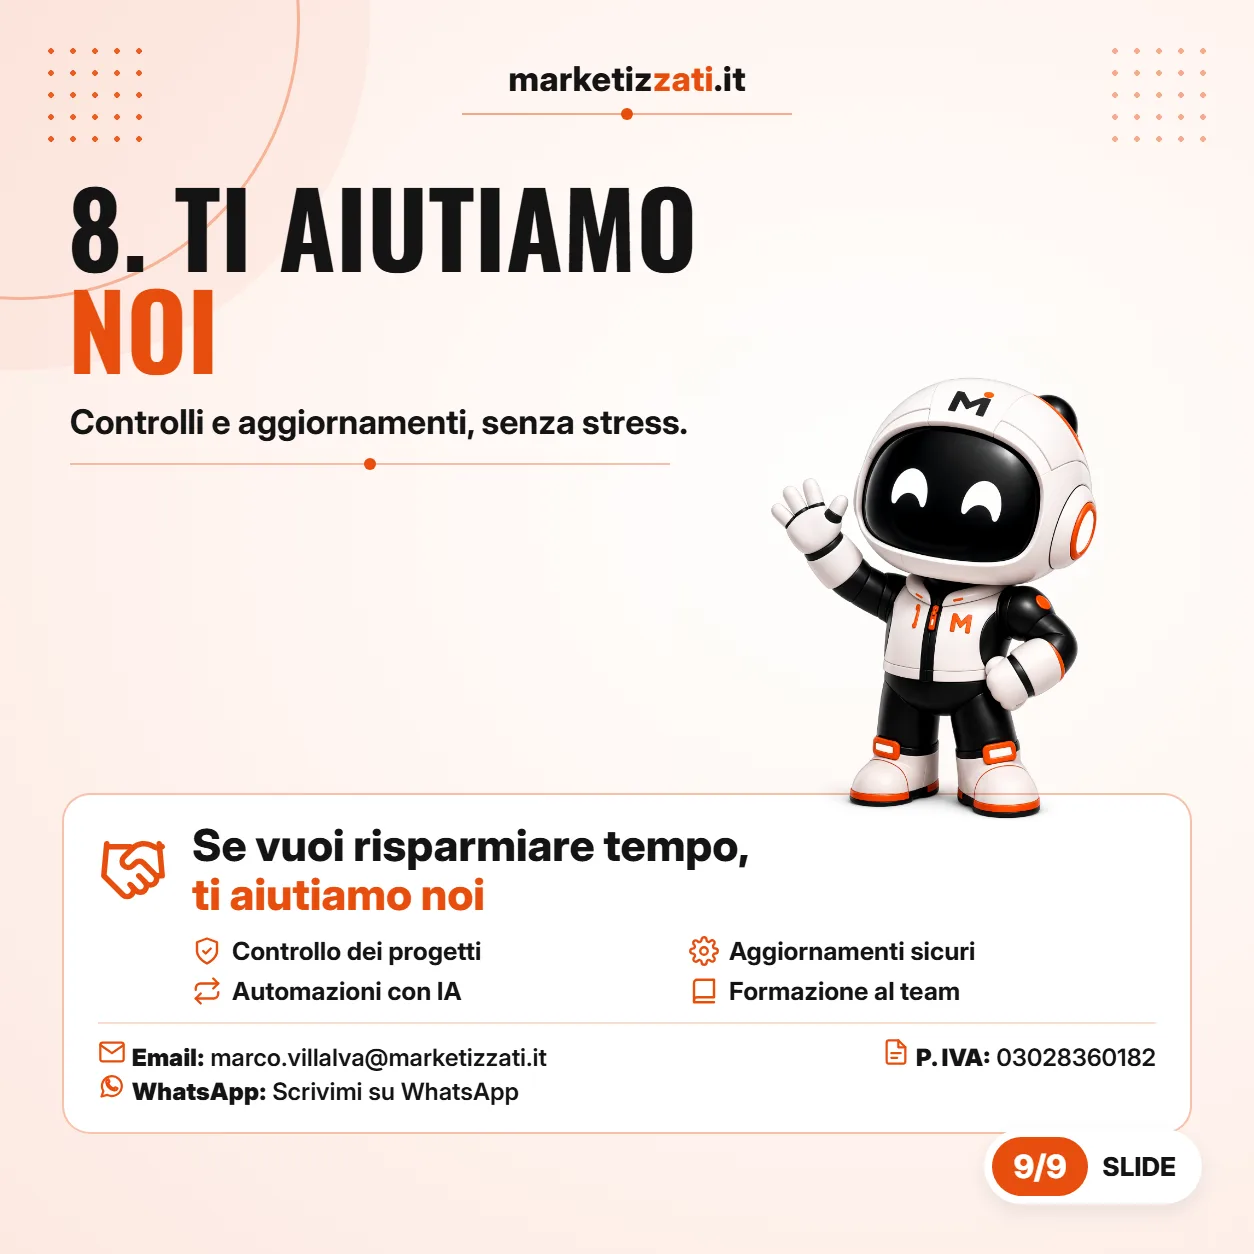 marketizzati.it
8. TI AIUTIAMO
NOI
Controlli e aggiornamenti, senza stress.
M
M
Se vuoi risparmiare tempo,
ti aiutiamo noi
Controllo dei progetti
Aggiornamenti sicuri
Automazioni con IA
Formazione al team
Email: marco.villalva@marketizzati.it
P. IVA: 03028360182
WhatsApp: Scrivimi su WhatsApp
9/9 SLIDE